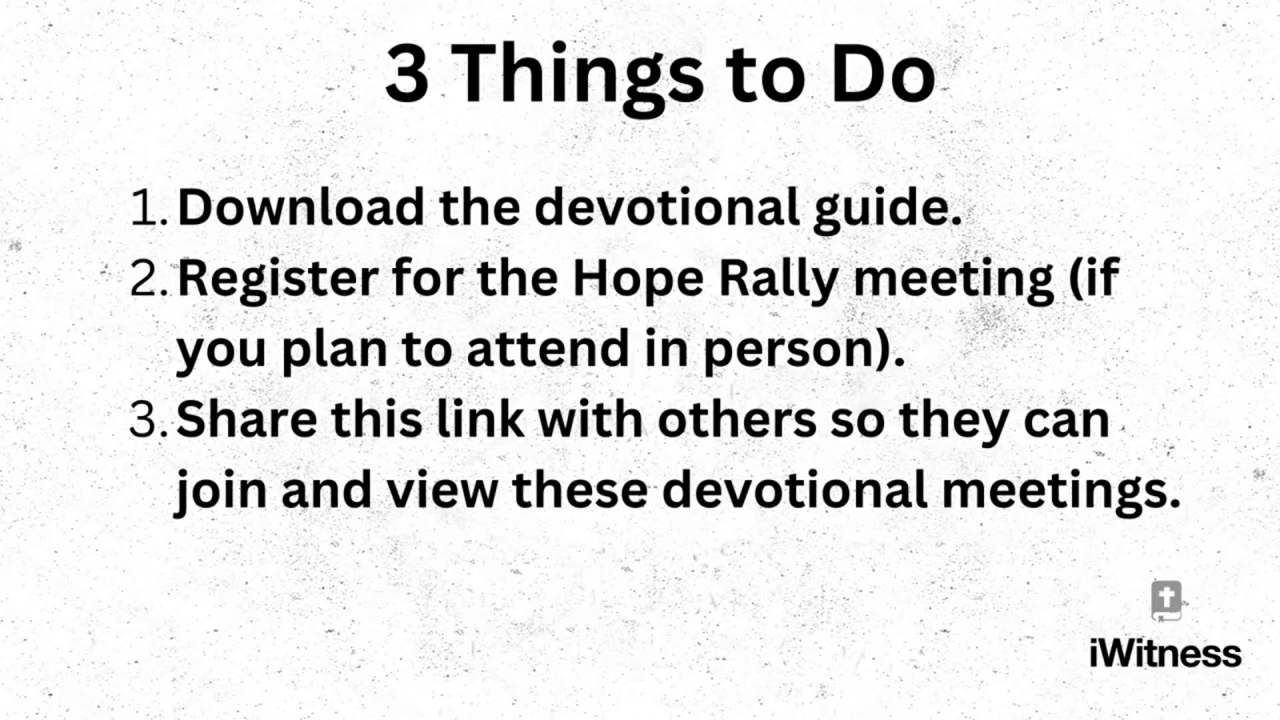 3 Things to Do
1. Download the devotional guide.
2. Register for the Hope Rally meeting (if
you plan to attend in person).
3. Share this link with others so they can
join and view these devotional meetings.
iWitness